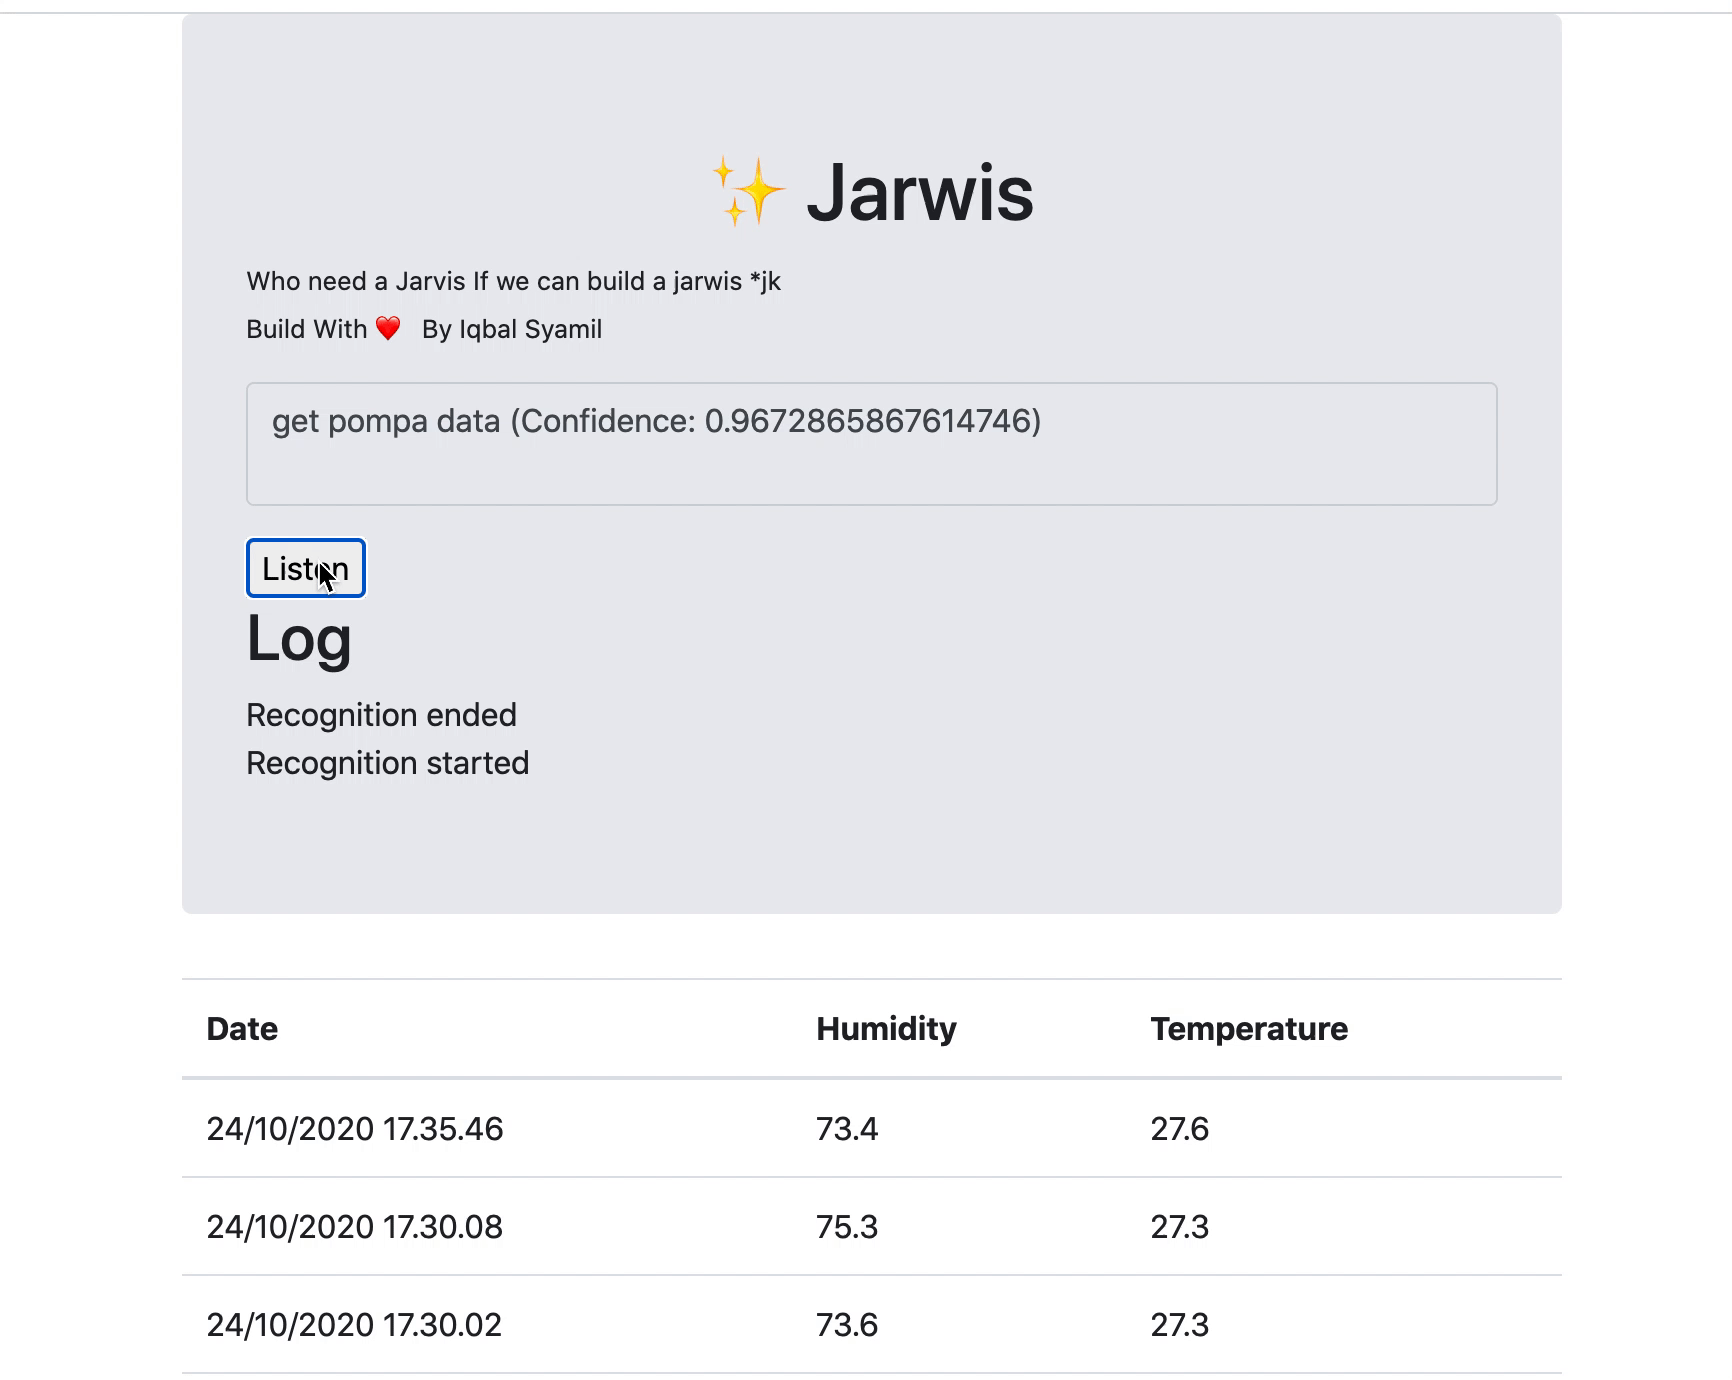 ✨ Jarwis
Who need a Jarvis If we can build a jarwis *jk
Build With ❤️ By Iqbal Syamil
get pompa data (Confidence: 0.9672865867614746)
Listen
Log
Recognition ended
Recognition started
Date Humidity Temperature
24/10/2020 17.35.46 73.4 27.6
24/10/2020 17.30.08 75.3 27.3
24/10/2020 17.30.02 73.6 27.3